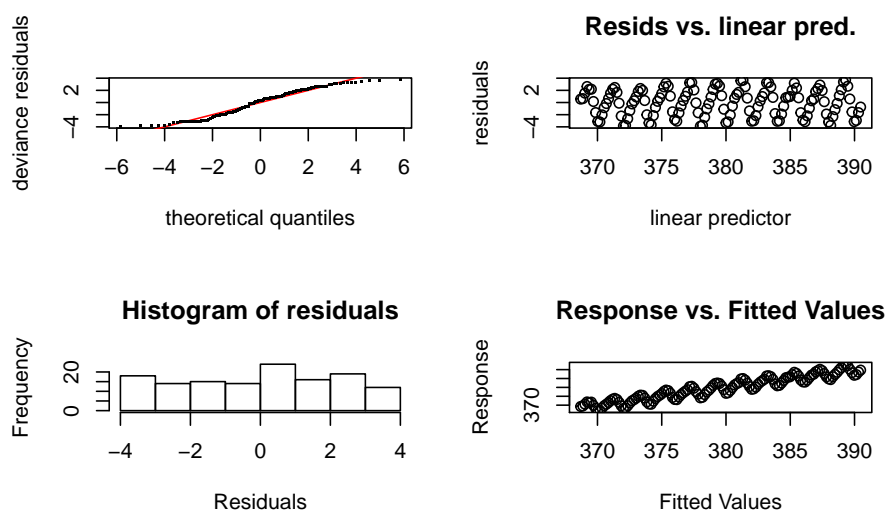 deviance residuals
−4 2
−6 −4 −2 0 2 4 6
theoretical quantiles
Resids vs. linear pred.
residuals
−4 2
370 375 380 385 390
linear predictor
Histogram of residuals
Frequency
0 20
−4 −2 0 2 4
Residuals
Response vs. Fitted Values
Response
370
370 375 380 385 390
Fitted Values